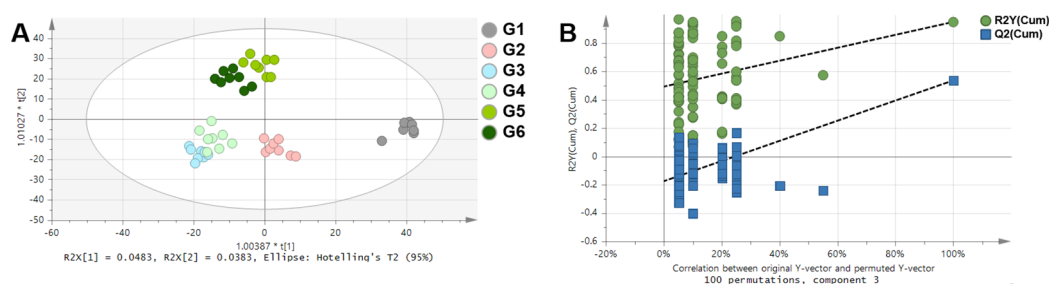 A
1.01027 * t[2]
40
30
20
10
0
-10
-20
-30
-40
-50
-60
-40
-20
0
20
40
60
1.00387 * t[1]
R2X[1] = 0.0483, R2X[2] = 0.0383, Ellipse: Hotelling's T2 (95%)
G1
G2
G3
G4
G5
G6
B
R2Y(Cum), Q2(Cum)
0.8
0.6
0.4
0.2
0
-0.2
-0.4
-0.6
-20%
0%
20%
40%
60%
80%
100%
120%
Correlation between original Y-vector and permuted Y-vector
100 permutations, component 3
R2Y(Cum)
Q2(Cum)